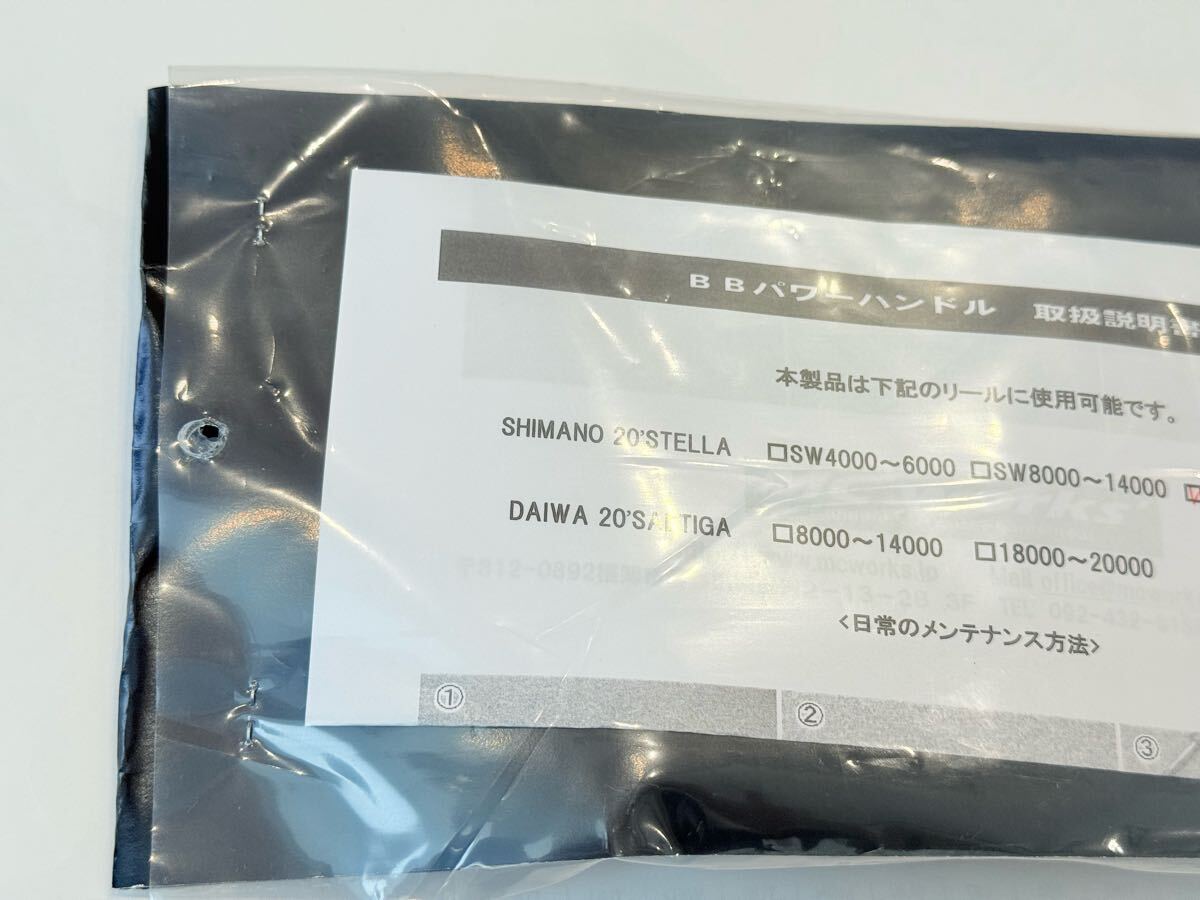 BBパワーハンドル 取扱説明書
本製品は下記のリールに使用可能です。
SHIMANO 20'STELLA □SW4000～6000 □SW8000～14000
DAIWA 20'SALTIGA □8000～14000 □18000～20000
www.mcworks.jp
<日常のメンテナンス方法>
① ② ③